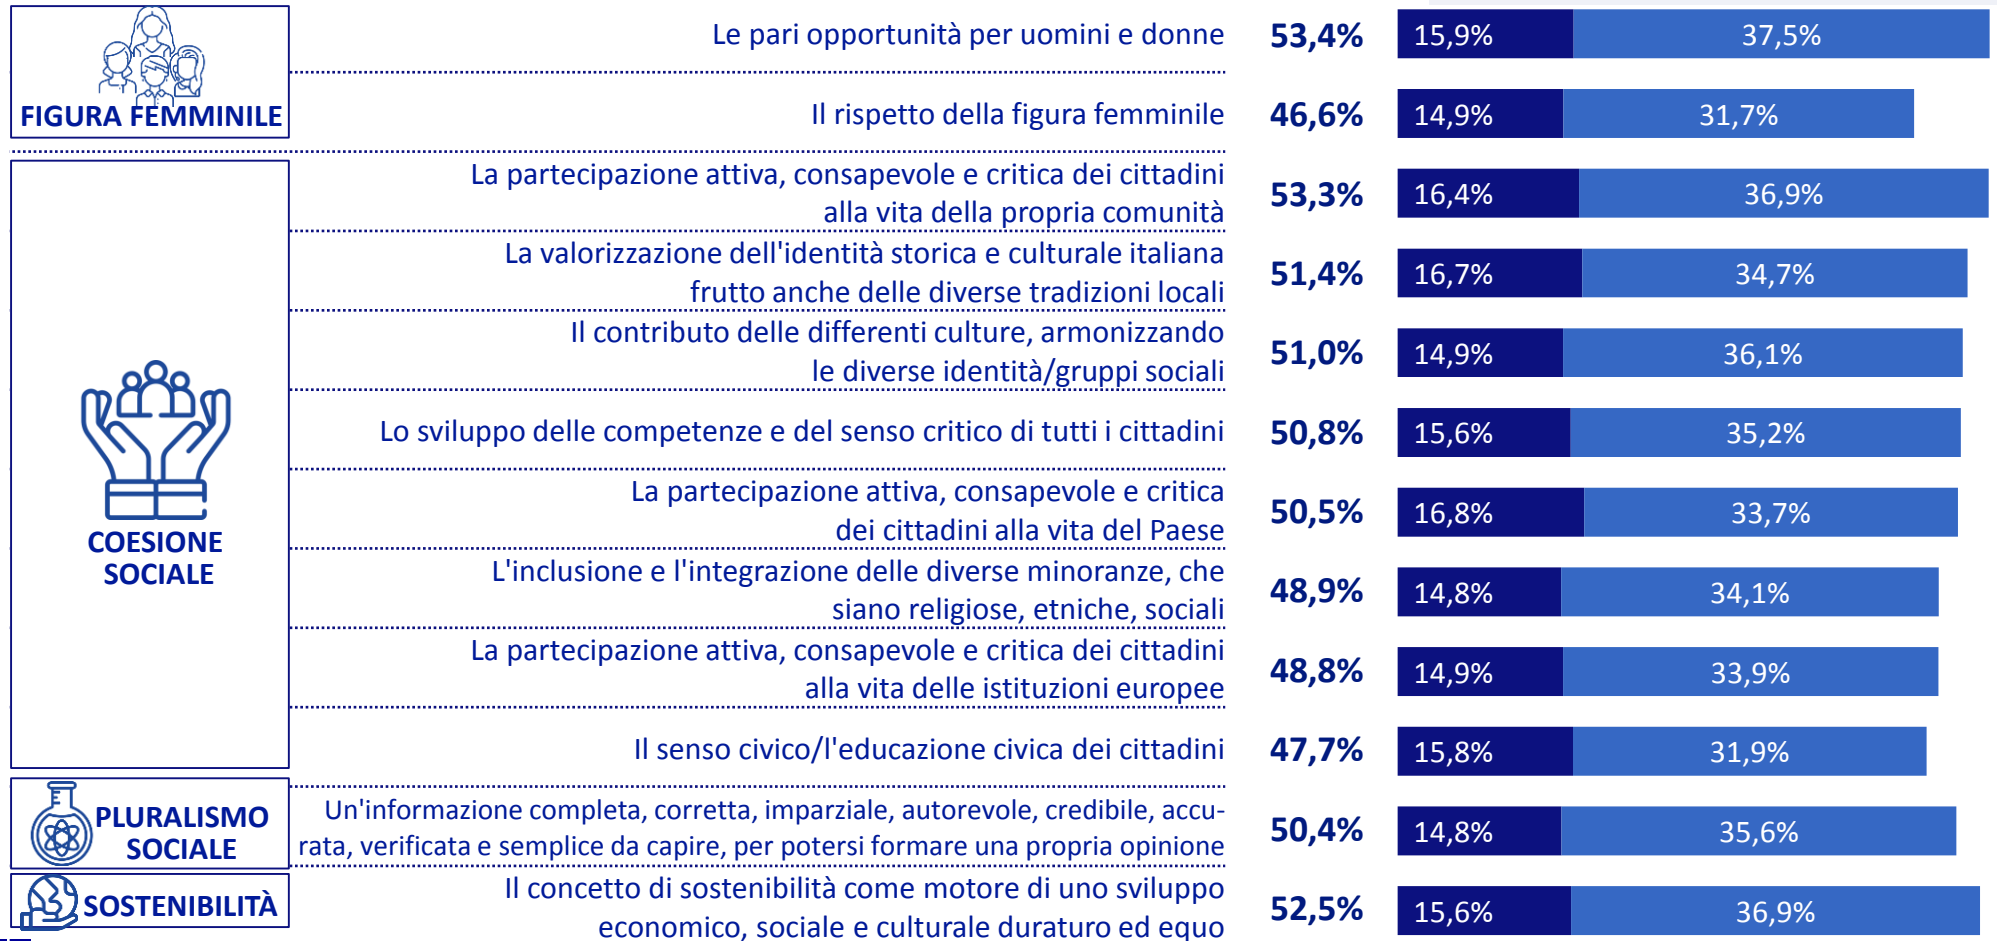 Le pari opportunità per uomini e donne 53,4% 15,9% 37,5%
FIGURA FEMMINILE
Il rispetto della figura femminile 46,6% 14,9% 31,7%
La partecipazione attiva, consapevole e critica dei cittadini
alla vita della propria comunità
53,3% 16,4% 36,9%
La valorizzazione dell'identità storica e culturale italiana
frutto anche delle diverse tradizioni locali
51,4% 16,7% 34,7%
Il contributo delle differenti culture, armonizzando
le diverse identità/gruppi sociali
51,0% 14,9% 36,1%
Lo sviluppo delle competenze e del senso critico di tutti i cittadini 50,8% 15,6% 35,2%
COESIONE
SOCIALE
La partecipazione attiva, consapevole e critica
dei cittadini alla vita del Paese
50,5% 16,8% 33,7%
L'inclusione e l'integrazione delle diverse minoranze, che
siano religiose, etniche, sociali
48,9% 14,8% 34,1%
La partecipazione attiva, consapevole e critica dei cittadini
alla vita delle istituzioni europee
48,8% 14,9% 33,9%
Il senso civico/l'educazione civica dei cittadini 47,7% 15,8% 31,9%
PLURALISMO
SOCIALE
Un'informazione completa, corretta, imparziale, autorevole, credibile, accu-
rata, verificata e semplice da capire, per potersi formare una propria opinione
50,4% 14,8% 35,6%
SOSTENIBILITÀ
Il concetto di sostenibilità come motore di uno sviluppo
economico, sociale e culturale duraturo ed equo
52,5% 15,6% 36,9%